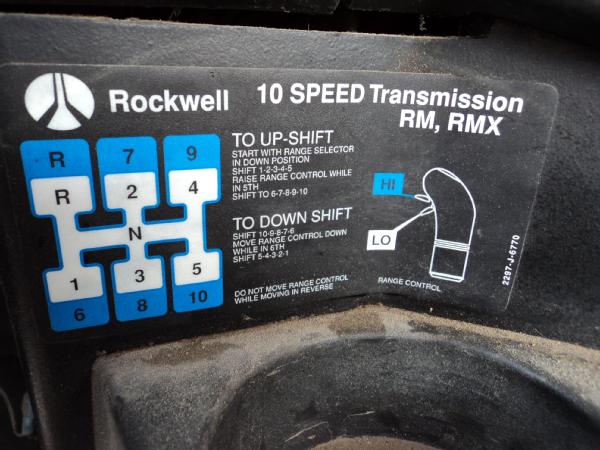 Rockwell 10 SPEED Transmission
RM, RMX
R 7 9
R 2 4
N
1 3 5
6 8 10
TO UP-SHIFT
START WITH RANGE SELECTOR
IN DOWN POSITION
SHIFT 1-2-3-4-5
RAISE RANGE CONTROL WHILE
IN 5TH
SHIFT TO 6-7-8-9-10
TO DOWN SHIFT
SHIFT 10-9-8-7-6
MOVE RANGE CONTROL DOWN
WHILE IN 6TH
SHIFT 5-4-3-2-1
DO NOT MOVE RANGE CONTROL
WHILE MOVING IN REVERSE
HI
LO
RANGE CONTROL
2297-J-6770